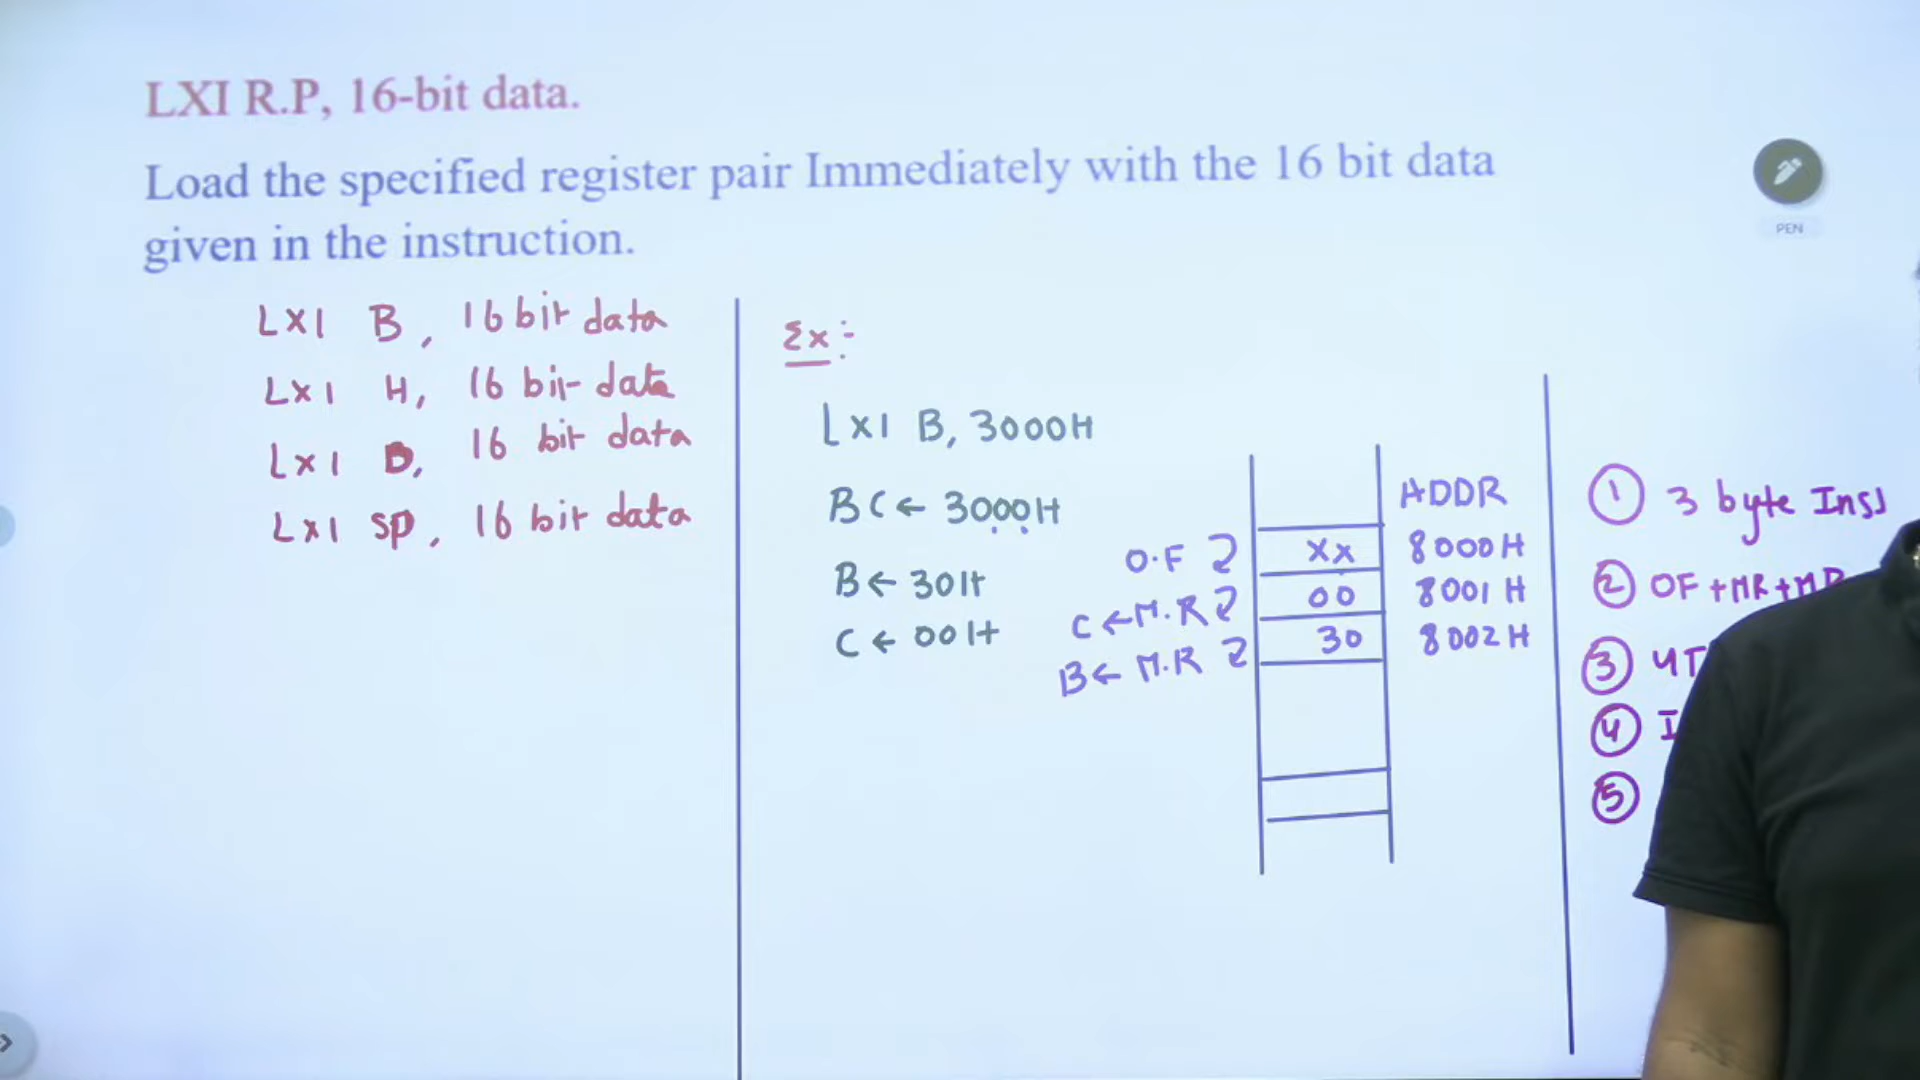 LXI R.P, 16-bit data.
Load the specified register pair Immediately with the 16 bit data
given in the instruction.
PEN
LXI B, 16 bit data
LXI H, 16 bit data
LXI D, 16 bit data
LXI SP, 16 bit data
Ex:-
LXI B, 3000H
BC ← 3000H
B ← 30H
C ← 00H
ADDR
O.F XX 8000H
C ← M.R 00 8001H
B ← M.R 30 8002H
① 3 byte Inst
② OF+MR+MR
③ 4T
④ I
⑤